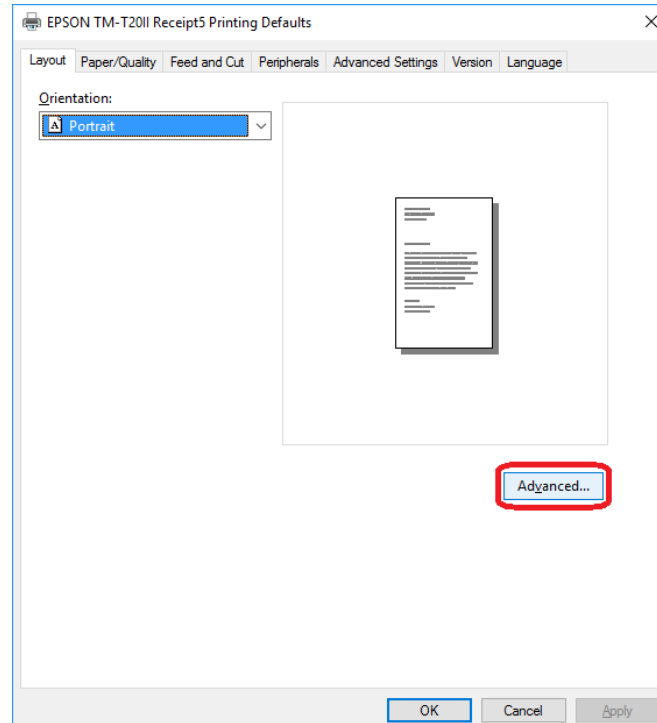 EPSON TM-T20II Receipt5 Printing Defaults
Layout Paper/Quality Feed and Cut Peripherals Advanced Settings Version Language
Orientation:
A Portrait
Advanced...
OK Cancel Apply